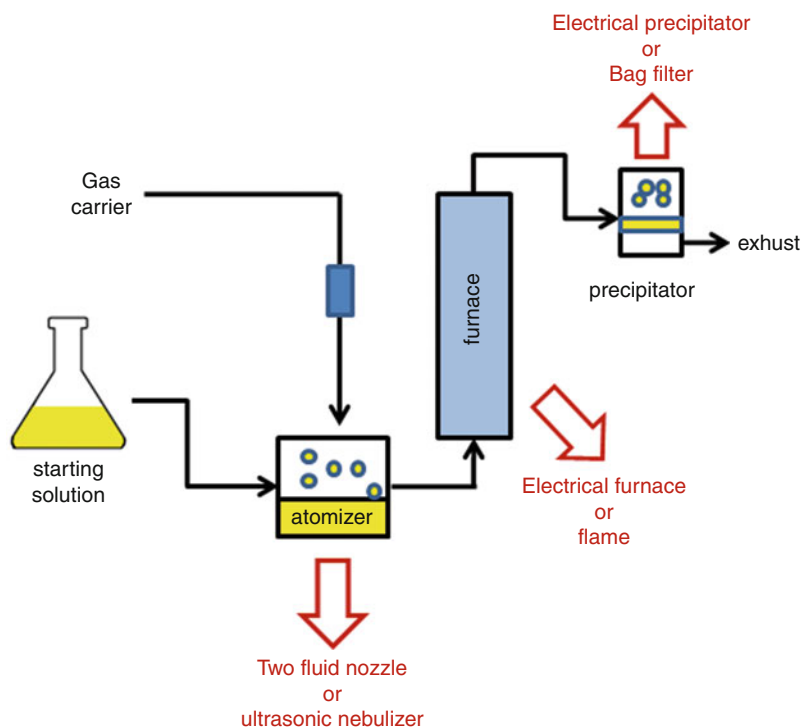 Electrical precipitator
or
Bag filter
Gas
carrier
furnace
exhust
precipitator
starting
solution
atomizer
Electrical furnace
or
flame
Two fluid nozzle
or
ultrasonic nebulizer